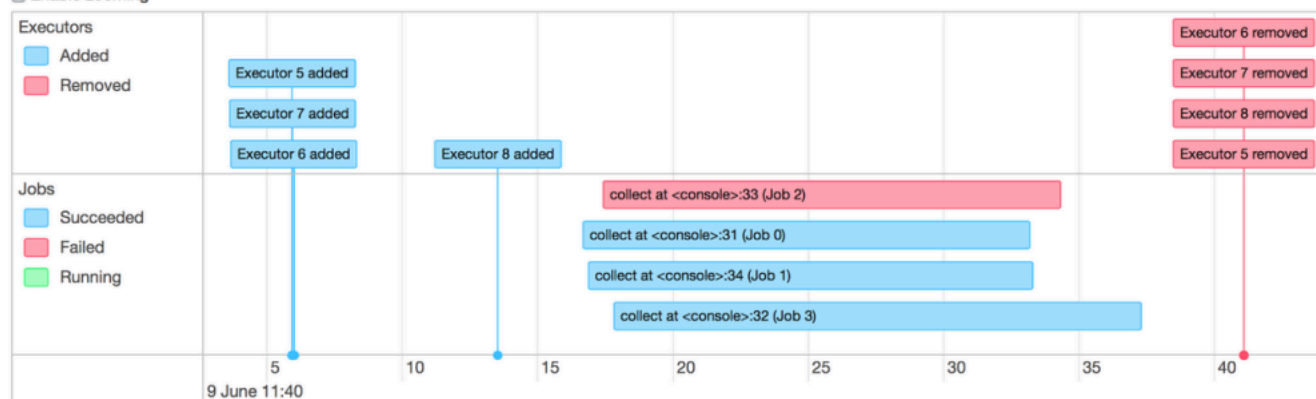 Executors
Added
Removed
Executor 5 added
Executor 7 added
Executor 6 added
Executor 8 added
Executor 6 removed
Executor 7 removed
Executor 8 removed
Executor 5 removed
Jobs
Succeeded
Failed
Running
collect at <console>:33 (Job 2)
collect at <console>:31 (Job 0)
collect at <console>:34 (Job 1)
collect at <console>:32 (Job 3)
5 10 15 20 25 30 35 40
9 June 11:40